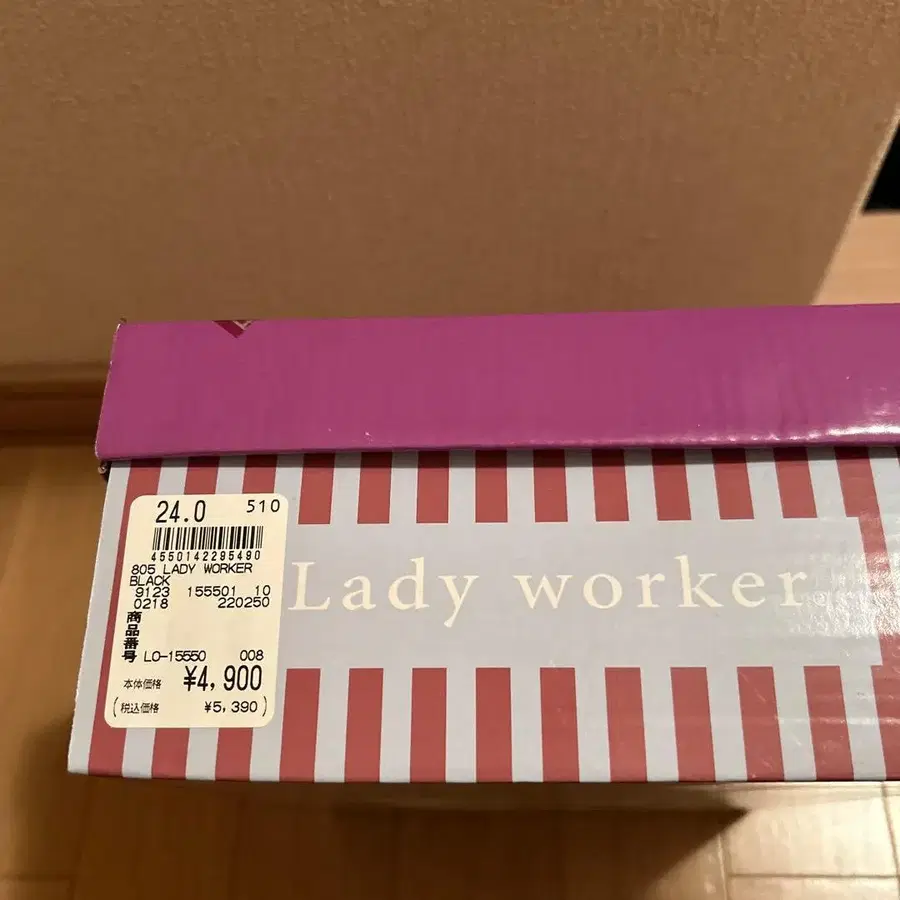 24.0 510
4550142295490
805 LADY WORKER
BLACK
9123 155501 10
0218 220250
商品番号 LO-15550 008
本体価格 ¥4,900
(税込価格 ¥5,390)
Lady worker